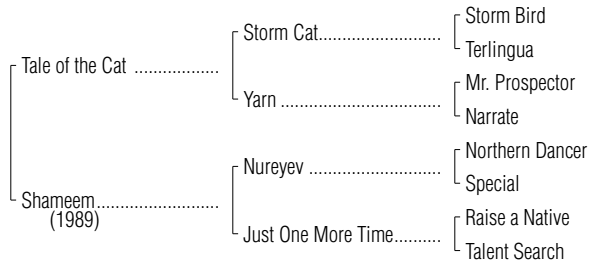 Storm Bird
Storm Cat....................................
Terlingua
Tale of the Cat ..................
Mr. Prospector
Yarn ...............................................
Narrate
Northern Dancer
Nureyev .......................................
Special
Shameem..........................
(1989)
Raise a Native
Just One More Time..........
Talent Search